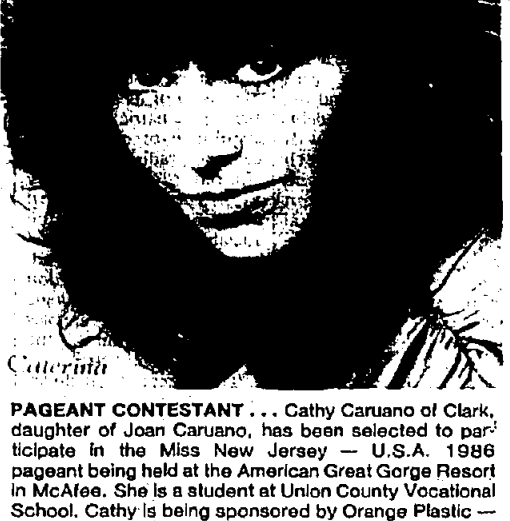 Caterina
PAGEANT CONTESTANT ... Cathy Caruano of Clark,
daughter of Joan Caruano, has been selected to par-
ticipate in the Miss New Jersey — U.S.A. 1986
pageant being held at the American Great Gorge Resort
in McAfee. She is a student at Union County Vocational
School. Cathy is being sponsored by Orange Plastic —